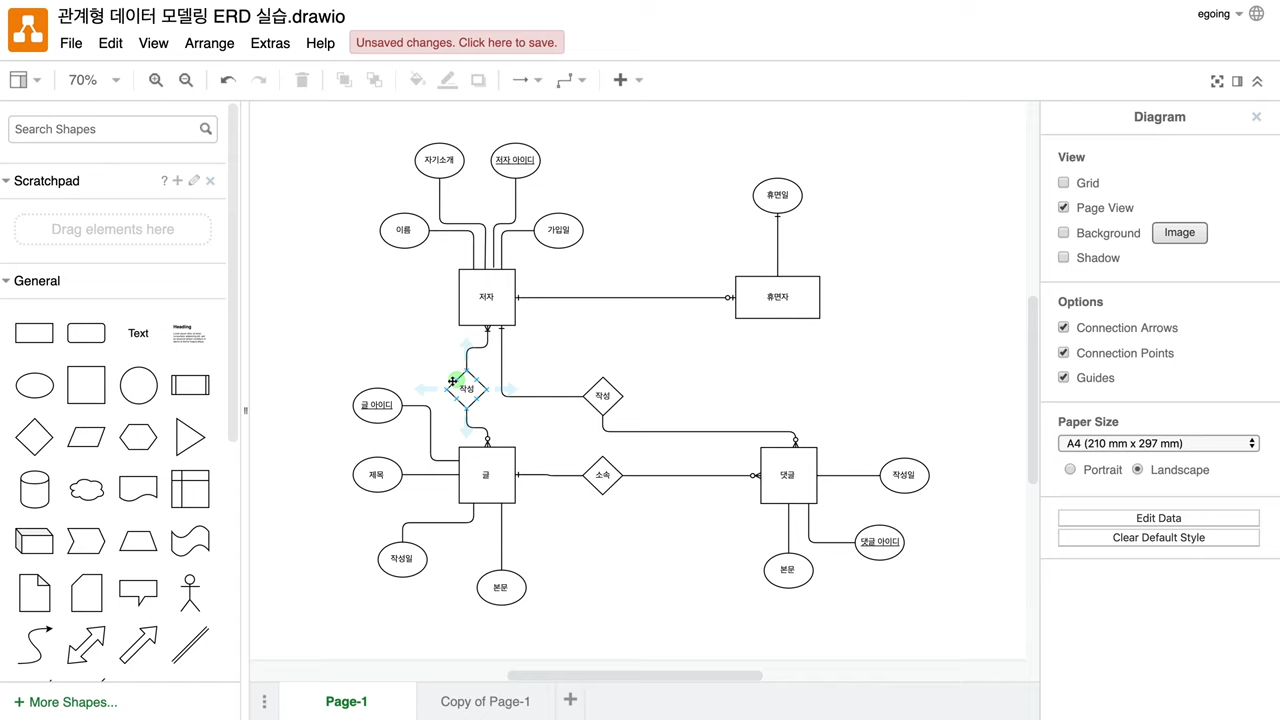 관계형 데이터 모델링 ERD 실습.drawio
egoing
File Edit View Arrange Extras Help
Unsaved changes. Click here to save.
70%
Search Shapes
Scratchpad
?
Drag elements here
General
Text
Heading
More Shapes...
자기소개
저자 아이디
이름
가입일
저자
휴면일
휴면자
작성
작성
글 아이디
제목
글
소속
댓글
작성일
작성일
본문
본문
댓글 아이디
Page-1
Copy of Page-1
Diagram
View
Grid
Page View
Background
Image
Shadow
Options
Connection Arrows
Connection Points
Guides
Paper Size
A4 (210 mm x 297 mm)
Portrait
Landscape
Edit Data
Clear Default Style